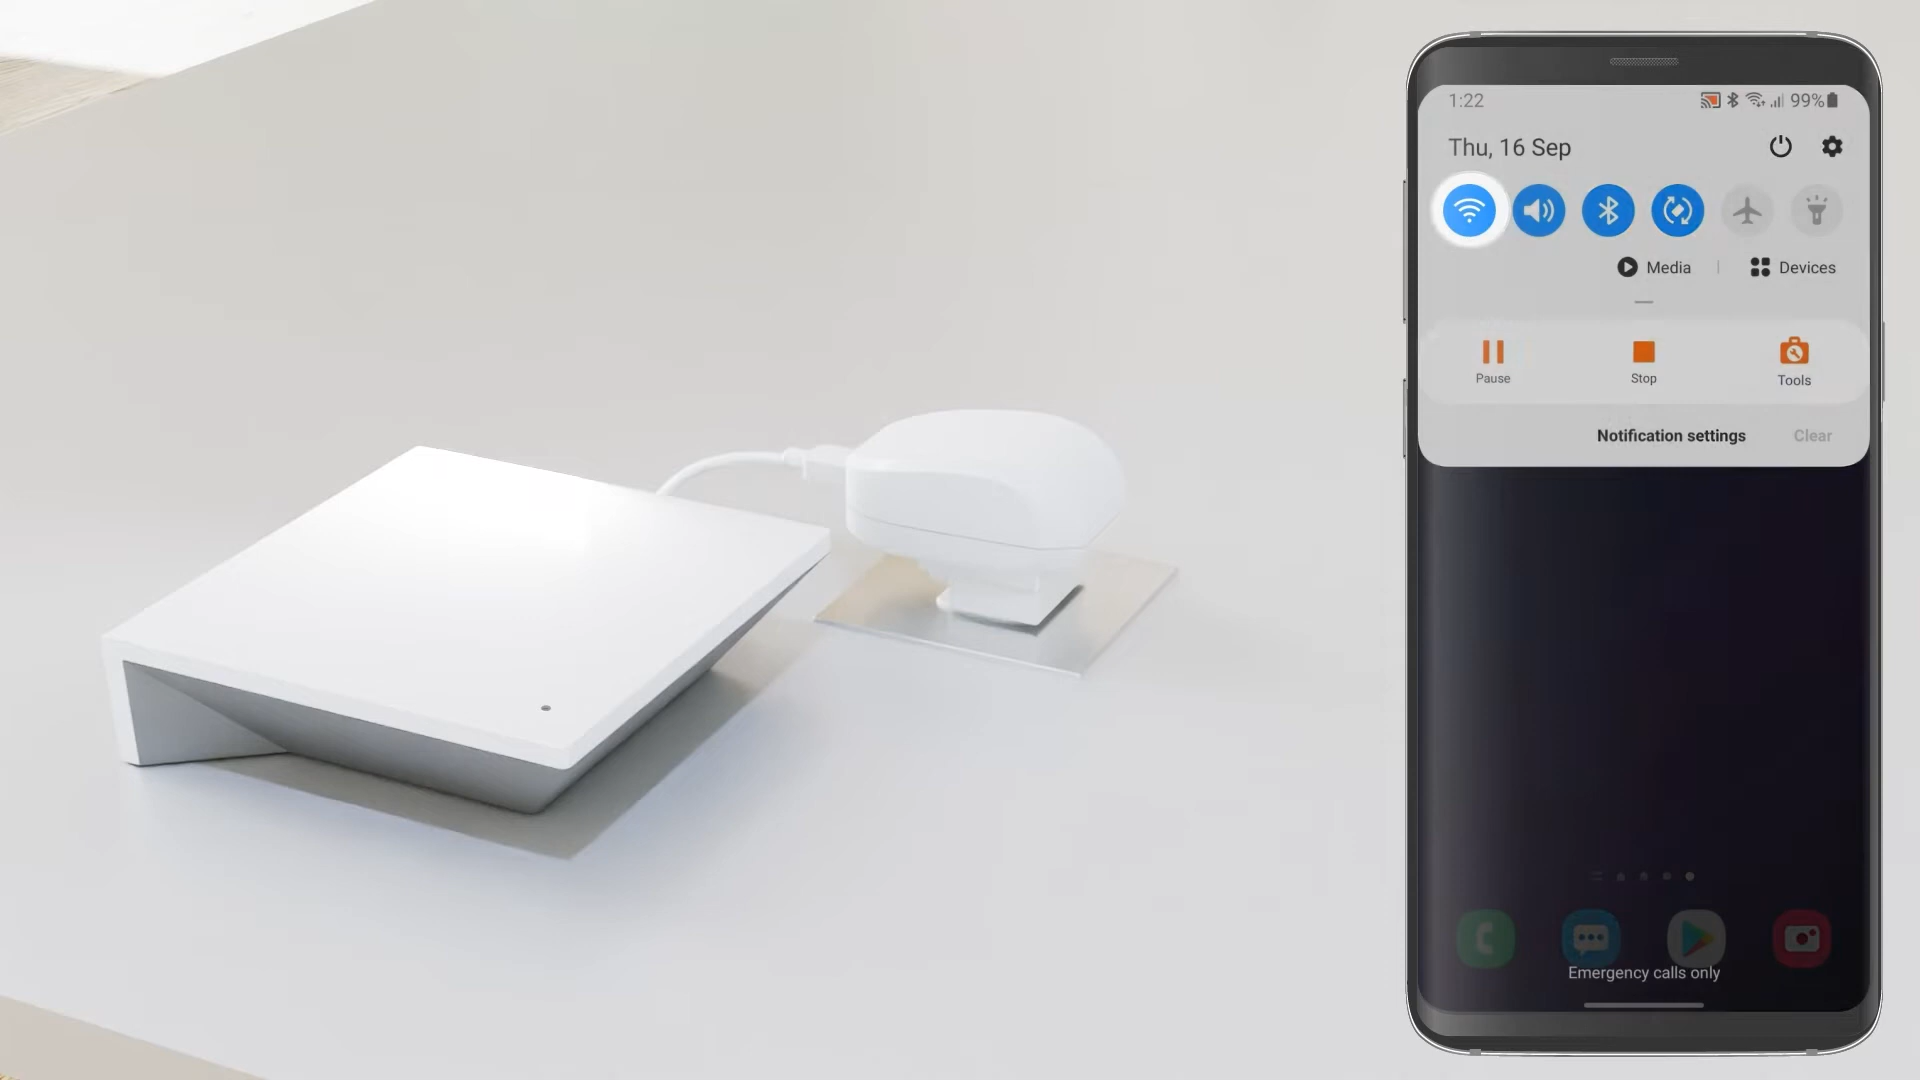 1:22
99%
Thu, 16 Sep
Media
Devices
Pause
Stop
Tools
Notification settings
Clear
Emergency calls only